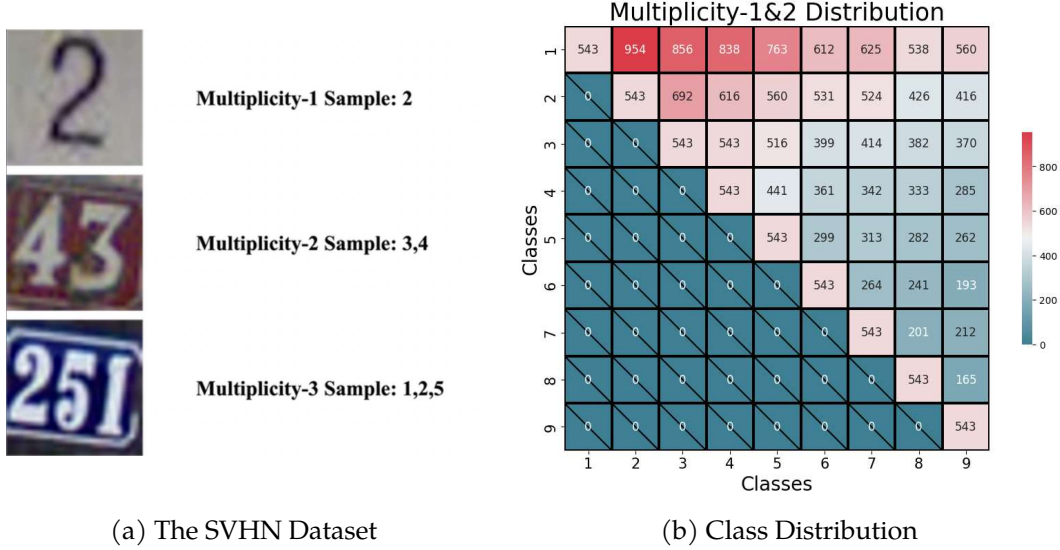 2
Multiplicity-1 Sample: 2
43
Multiplicity-2 Sample: 3,4
251
Multiplicity-3 Sample: 1,2,5
(a) The SVHN Dataset
Multiplicity-1&2 Distribution
1 543 954 856 838 763 612 625 538 560
2 0 543 692 616 560 531 524 426 416
3 0 0 543 543 516 399 414 382 370
4 0 0 0 543 441 361 342 333 285
5 0 0 0 0 543 299 313 282 262
6 0 0 0 0 0 543 264 241 193
7 0 0 0 0 0 0 543 201 212
8 0 0 0 0 0 0 0 543 165
9 0 0 0 0 0 0 0 0 543
1 2 3 4 5 6 7 8 9
Classes
Classes
800
600
400
200
0
(b) Class Distribution